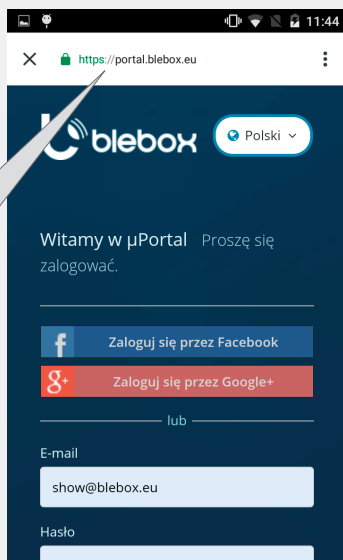 11:44
https://portal.blebox.eu
blebox
Polski
Witamy w µPortal Proszę się
zalogować.
f Zaloguj się przez Facebook
g+ Zaloguj się przez Google+
lub
E-mail
show@blebox.eu
Hasło